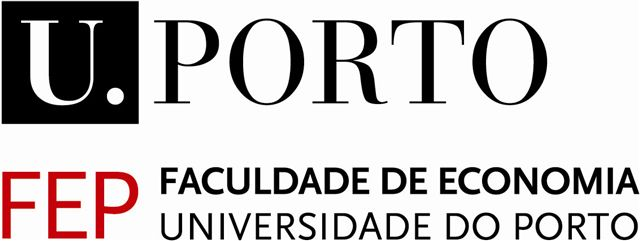 U. PORTO
FEP FACULDADE DE ECONOMIA
UNIVERSIDADE DO PORTO